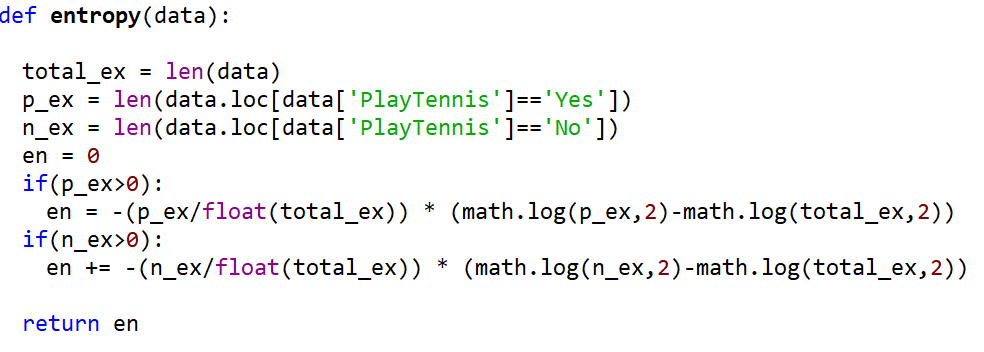 def entropy(data):
total_ex = len(data)
p_ex = len(data.loc[data['PlayTennis']=='Yes'])
n_ex = len(data.loc[data['PlayTennis']=='No'])
en = 0
if(p_ex>0):
en = -(p_ex/float(total_ex)) * (math.log(p_ex,2)-math.log(total_ex,2))
if(n_ex>0):
en += -(n_ex/float(total_ex)) * (math.log(n_ex,2)-math.log(total_ex,2))
return en